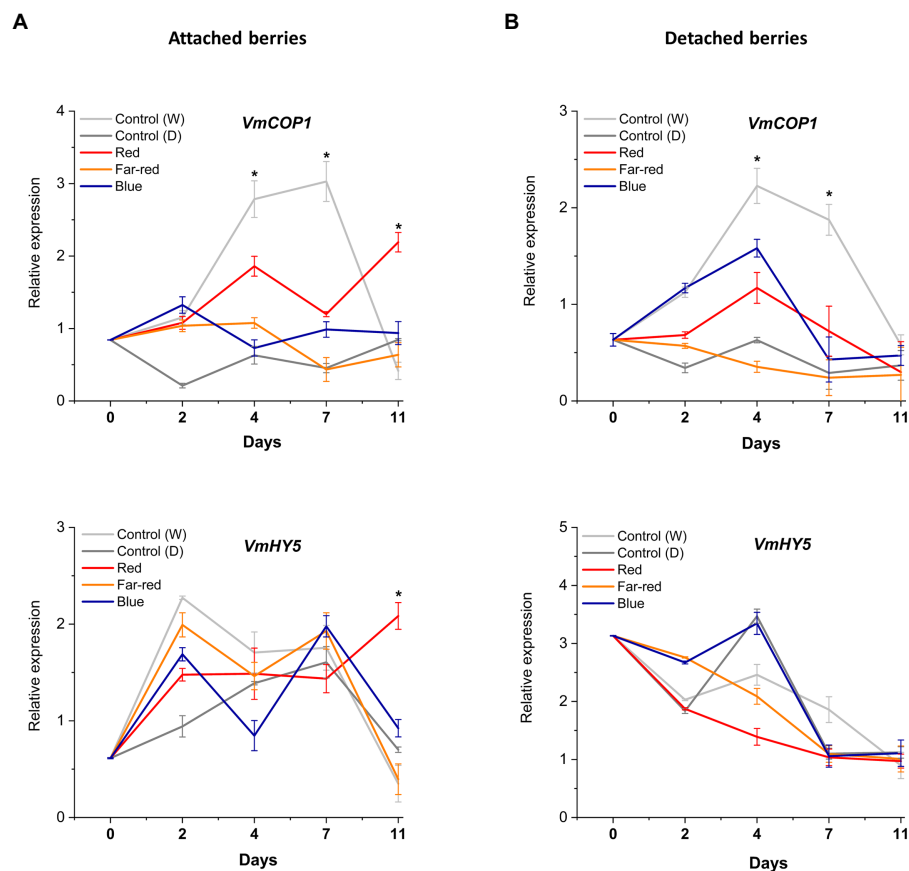 A
Attached berries
B
Detached berries
Control (W)
Control (D)
Red
Far-red
Blue
VmCOP1
*
*
*
Relative expression
4
3
2
1
0
0 2 4 7 11
Days
Control (W)
Control (D)
Red
Far-red
Blue
VmCOP1
*
*
Relative expression
3
2
1
0
0 2 4 7 11
Days
Control (W)
Control (D)
Red
Far-red
Blue
VmHY5
*
Relative expression
3
2
1
0
0 2 4 7 11
Days
Control (W)
Control (D)
Red
Far-red
Blue
VmHY5
Relative expression
5
4
3
2
1
0
0 2 4 7 11
Days